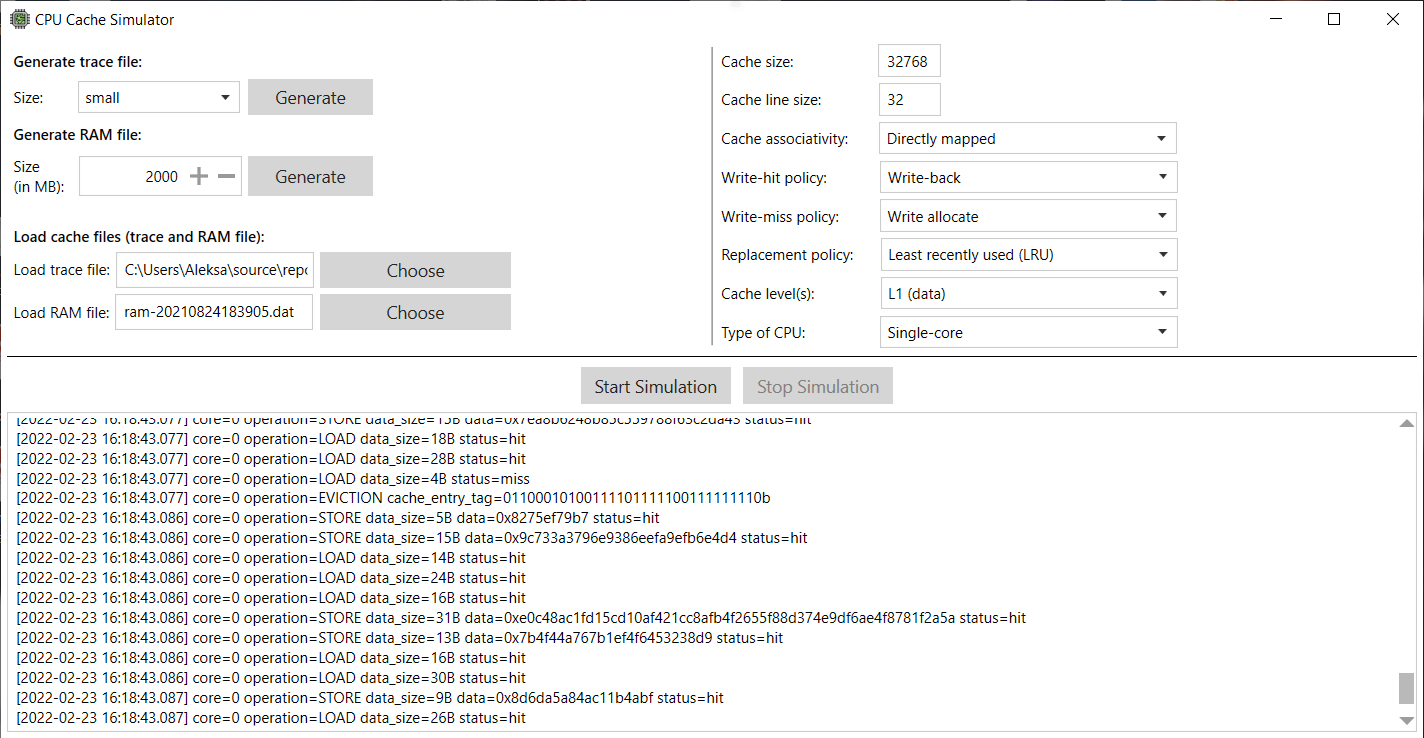 CPU Cache Simulator
Generate trace file:
Size: small Generate
Generate RAM file:
Size (in MB): 2000 Generate
Load cache files (trace and RAM file):
Load trace file: C:\Users\Aleksa\source\repo Choose
Load RAM file: ram-20210824183905.dat Choose
Cache size: 32768
Cache line size: 32
Cache associativity: Directly mapped
Write-hit policy: Write-back
Write-miss policy: Write allocate
Replacement policy: Least recently used (LRU)
Cache level(s): L1 (data)
Type of CPU: Single-core
Start Simulation Stop Simulation
[2022-02-23 16:18:43.077] core=0 operation=STORE data_size=15B status=hit
[2022-02-23 16:18:43.077] core=0 operation=LOAD data_size=18B status=hit
[2022-02-23 16:18:43.077] core=0 operation=LOAD data_size=28B status=hit
[2022-02-23 16:18:43.077] core=0 operation=LOAD data_size=4B status=miss
[2022-02-23 16:18:43.077] core=0 operation=EVICTION cache_entry_tag=0110001010011110111110011111110b
[2022-02-23 16:18:43.086] core=0 operation=STORE data_size=5B data=0x8275ef79b7 status=hit
[2022-02-23 16:18:43.086] core=0 operation=STORE data_size=15B data=0x9c733a3796e9386eefa9efb6e4d4 status=hit
[2022-02-23 16:18:43.086] core=0 operation=LOAD data_size=14B status=hit
[2022-02-23 16:18:43.086] core=0 operation=LOAD data_size=24B status=hit
[2022-02-23 16:18:43.086] core=0 operation=LOAD data_size=16B status=hit
[2022-02-23 16:18:43.086] core=0 operation=STORE data_size=31B data=0xe0c48ac1fd15cd10af421cc8afb4f2655f88d374e9df6ae4f8781f2a5a status=hit
[2022-02-23 16:18:43.086] core=0 operation=STORE data_size=13B data=0x7b4f44a767b1ef4f6453238d9 status=hit
[2022-02-23 16:18:43.086] core=0 operation=LOAD data_size=16B status=hit
[2022-02-23 16:18:43.086] core=0 operation=LOAD data_size=30B status=hit
[2022-02-23 16:18:43.087] core=0 operation=STORE data_size=9B data=0x8d6da5a84ac11b4abf status=hit
[2022-02-23 16:18:43.087] core=0 operation=LOAD data_size=26B status=hit